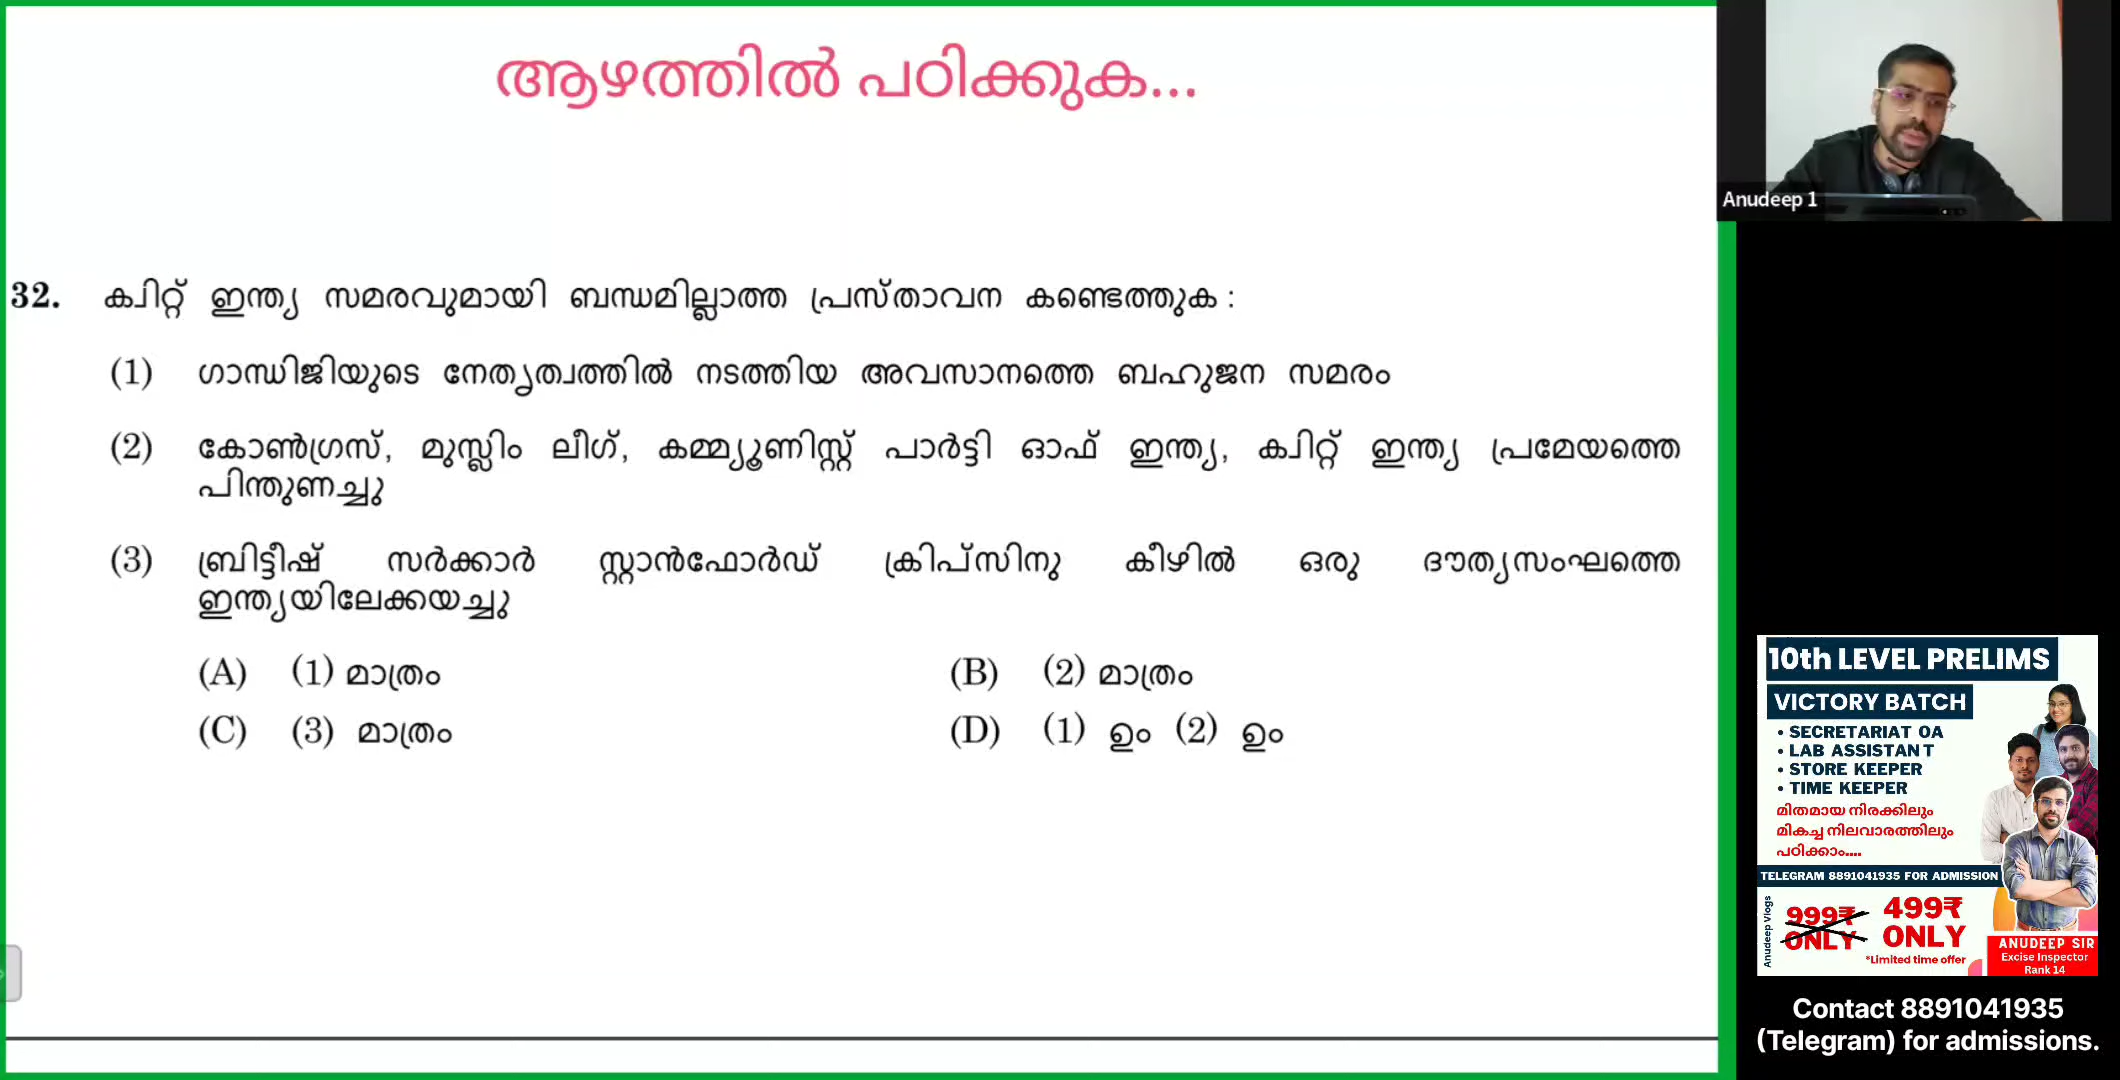 ആഴത്തിൽ പഠിക്കുക...
Anudeep 1
32. ക്വിറ്റ് ഇന്ത്യ സമരവുമായി ബന്ധമില്ലാത്ത പ്രസ്താവന കണ്ടെത്തുക :
(1) ഗാന്ധിജിയുടെ നേതൃത്വത്തിൽ നടത്തിയ അവസാനത്തെ ബഹുജന സമരം
(2) കോൺഗ്രസ്, മുസ്ലിം ലീഗ്, കമ്മ്യൂണിസ്റ്റ് പാർട്ടി ഓഫ് ഇന്ത്യ, ക്വിറ്റ് ഇന്ത്യ പ്രമേയത്തെ
പിന്തുണച്ചു
(3) ബ്രിട്ടീഷ് സർക്കാർ സ്റ്റാൻഫോർഡ് ക്രിപ്സിനു കീഴിൽ ഒരു ദൗത്യസംഘത്തെ
ഇന്ത്യയിലേക്കയച്ചു
(A) (1) മാത്രം (B) (2) മാത്രം
(C) (3) മാത്രം (D) (1) ഉം (2) ഉം
10th LEVEL PRELIMS
VICTORY BATCH
• SECRETARIAT OA
• LAB ASSISTANT
• STORE KEEPER
• TIME KEEPER
മിതമായ നിരക്കിലും
മികച്ച നിലവാരത്തിലും
പഠിക്കാം....
TELEGRAM 8891041935 FOR ADMISSION
Anudeep Vlogs
999₹ ONLY
499₹ ONLY
*Limited time offer
ANUDEEP SIR
Excise Inspector
Rank 14
Contact 8891041935
(Telegram) for admissions.